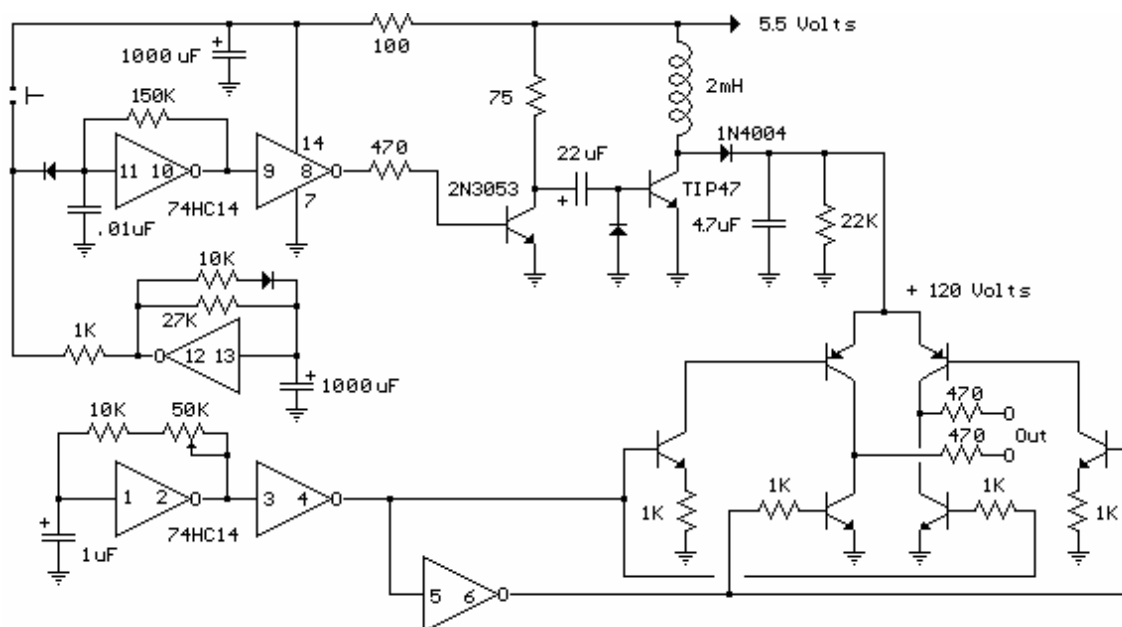 5.5 Volts
1000 uF
+
100
T
150K
75
2mH
14
1N4004
11 10
9 8
470
22 uF
2N3053
TIP47
7
+
74HC14
.01uF
4.7uF
22K
10K
+ 120 Volts
27K
1K
12 13
+
1000 uF
10K
50K
470
Out
470
1 2
3 4
1K
1K
+
74HC14
1K
1K
1uF
5 6